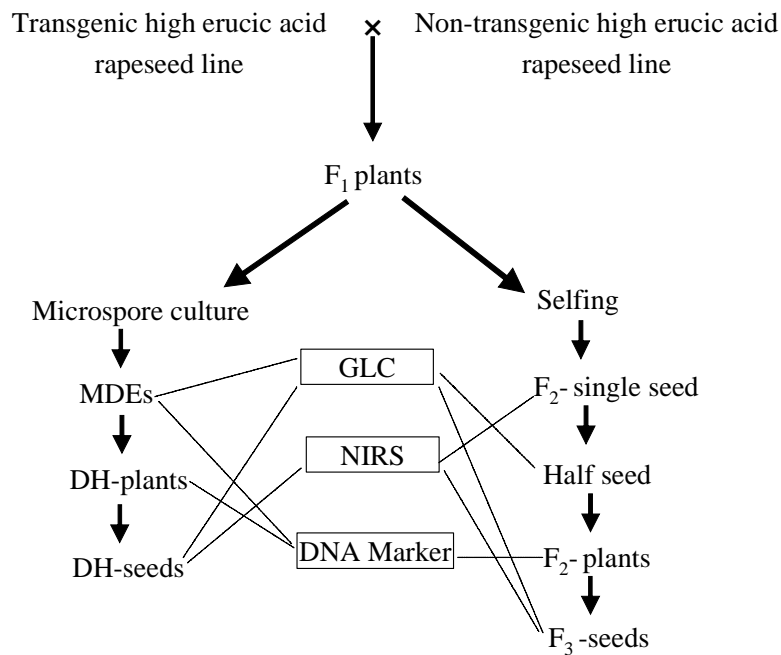 Transgenic high erucic acid × Non-transgenic high erucic acid
rapeseed line rapeseed line
F₁ plants
Microspore culture
Selfing
MDEs
GLC
F₂- single seed
DH-plants
NIRS
Half seed
DH-seeds
DNA Marker
F₂- plants
F₃ -seeds